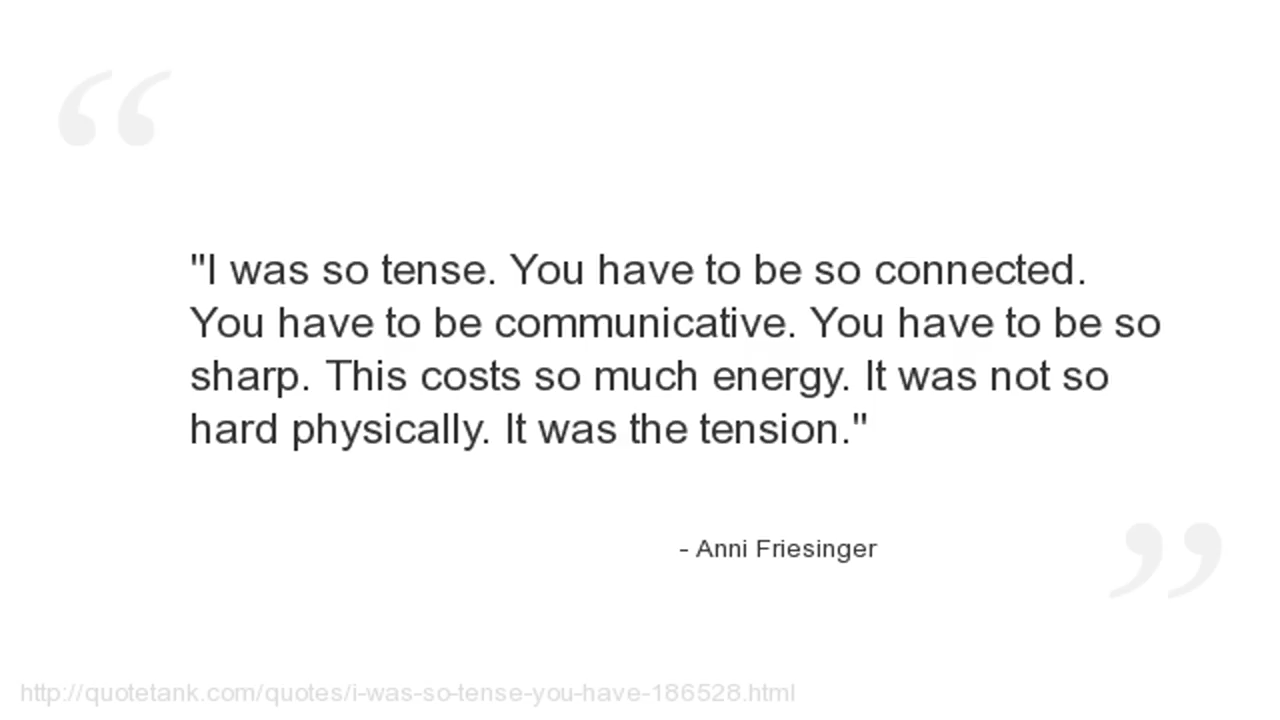 "I was so tense. You have to be so connected.
You have to be communicative. You have to be so
sharp. This costs so much energy. It was not so
hard physically. It was the tension."
- Anni Friesinger
http://quotetank.com/quotes/i-was-so-tense-you-have-186528.html